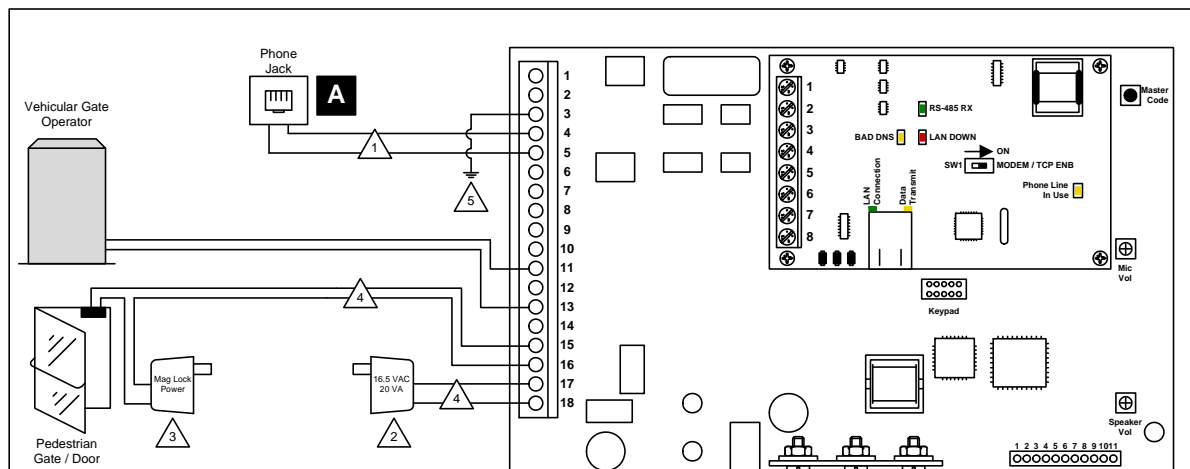 Phone
Jack
A
Vehicular Gate
Operator
1
5
4
Mag Lock
Power
3
16.5 VAC
20 VA
2
4
Pedestrian
Gate / Door
1
2
3
4
5
6
7
8
9
10
11
12
13
14
15
16
17
18
1
2
3
4
5
6
7
8
RS-485 RX
BAD DNS
LAN DOWN
ON
SW1
MODEM / TCP ENB
LAN
Connection
Data
Transmit
Phone Line
In Use
Master
Code
Mic
Vol
Keypad
Speaker
Vol
1 2 3 4 5 6 7 8 9 10 11